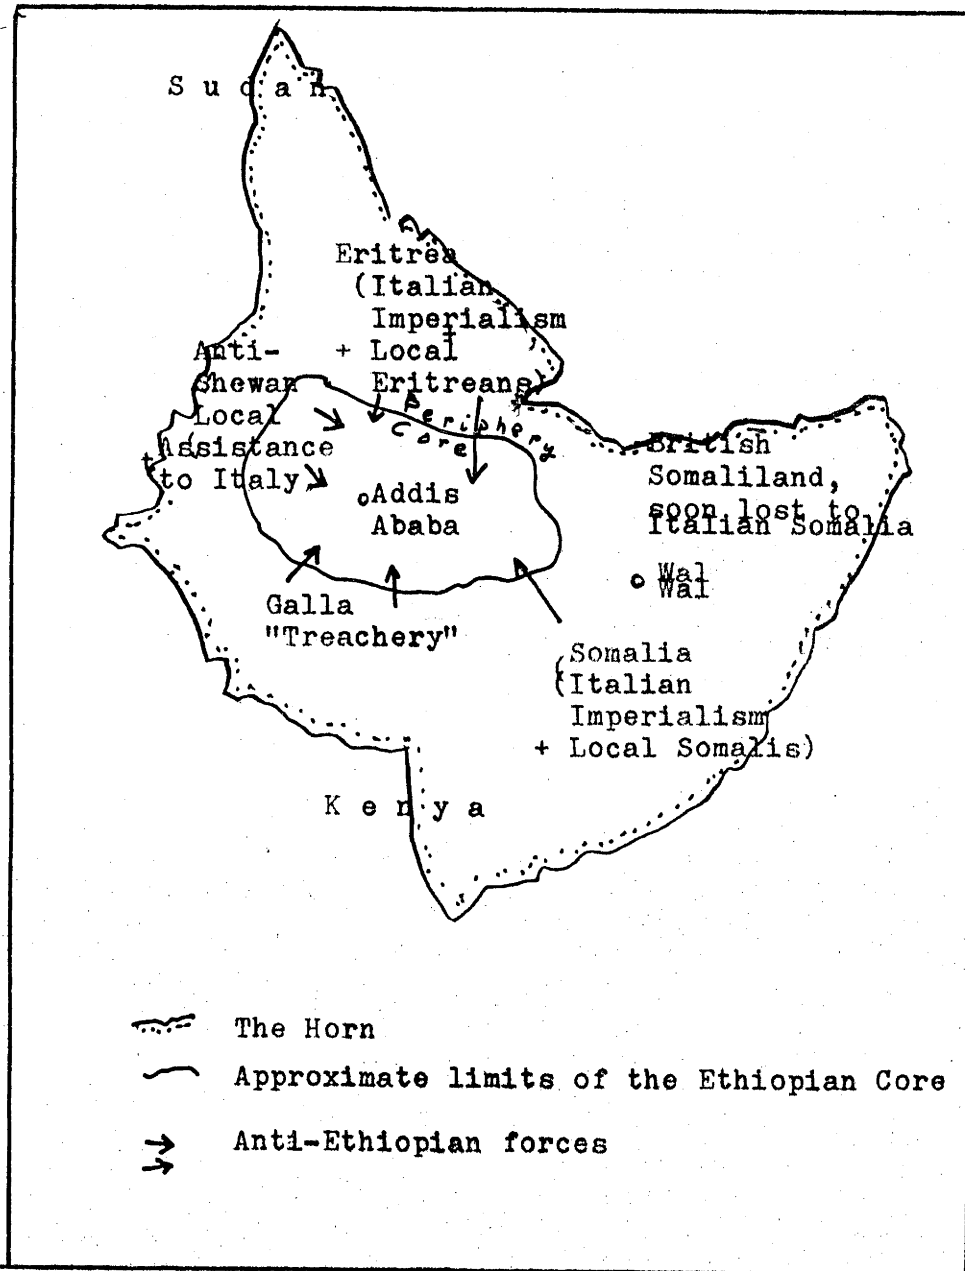 Sudan
Eritrea
(Italian
Imperialism
+ Local
Eritreans)
Anti-
Shewan
Local
Assistance
to Italy
Periphery
Core
Addis
Ababa
British
Somaliland,
soon lost to
Italian Somalia
Wal
Wal
Galla
"Treachery"
Somalia
(Italian
Imperialism
+ Local Somalis)
Kenya
The Horn
Approximate limits of the Ethiopian Core
Anti-Ethiopian forces